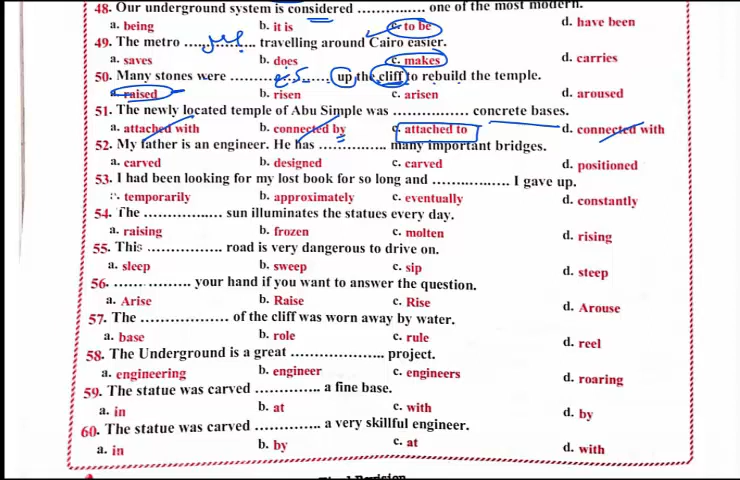 48. Our underground system is considered ................ one of the most modern.
a. being b. it is c. to be d. have been
49. The metro ................ travelling around Cairo easier.
a. saves b. does c. makes d. carries
50. Many stones were ................ up the cliff to rebuild the temple.
a. raised b. risen c. arisen d. aroused
51. The newly located temple of Abu Simple was ................ concrete bases.
a. attached with b. connected by c. attached to d. connected with
52. My father is an engineer. He has ................ many important bridges.
a. carved b. designed c. carved d. positioned
53. I had been looking for my lost book for so long and ................ I gave up.
a. temporarily b. approximately c. eventually d. constantly
54. The ................ sun illuminates the statues every day.
a. raising b. frozen c. molten d. rising
55. This ................ road is very dangerous to drive on.
a. sleep b. sweep c. sip d. steep
56. ................ your hand if you want to answer the question.
a. Arise b. Raise c. Rise d. Arouse
57. The ................ of the cliff was worn away by water.
a. base b. role c. rule d. reel
58. The Underground is a great ................ project.
a. engineering b. engineer c. engineers d. roaring
59. The statue was carved ................ a fine base.
a. in b. at c. with d. by
60. The statue was carved ................ a very skillful engineer.
a. in b. by c. at d. with